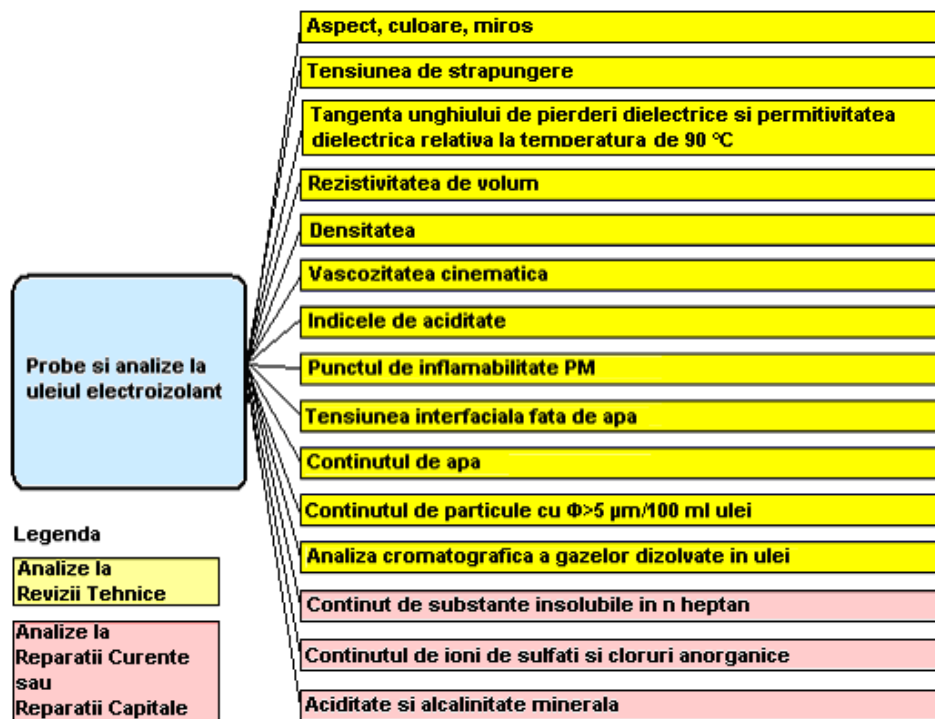 Aspect, culoare, miros
Tensiunea de strapungere
Tangenta unghiului de pierderi dielectrice si permitivitatea
dielectrica relativa la temperatura de 90 °C
Rezistivitatea de volum
Densitatea
Vascozitatea cinematica
Indicele de aciditate
Punctul de inflamabilitate PM
Tensiunea interfaciala fata de apa
Continutul de apa
Continutul de particule cu Φ>5 µm/100 ml ulei
Analiza cromatografica a gazelor dizolvate in ulei
Continut de substante insolubile in n heptan
Continutul de ioni de sulfati si cloruri anorganice
Aciditate si alcalinitate minerala
Probe si analize la
uleiul electroizolant
Legenda
Analize la
Revizii Tehnice
Analize la
Reparatii Curente
sau
Reparatii Capitale